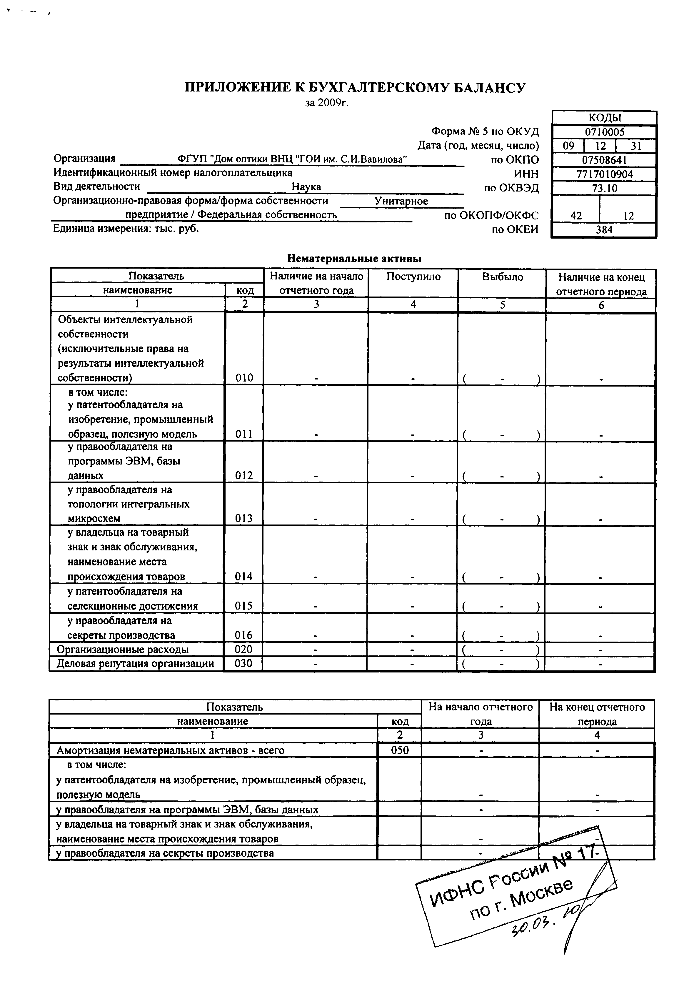 ПРИЛОЖЕНИЕ К БУХГАЛТЕРСКОМУ БАЛАНСУ
за 2009г.
КОДЫ
Форма № 5 по ОКУД 0710005
Дата (год, месяц, число) 09 12 31
Организация ФГУП "Дом оптики ВНЦ "ГОИ им. С.И.Вавилова" по ОКПО 07508641
Идентификационный номер налогоплательщика ИНН 7717010904
Вид деятельности Наука по ОКВЭД 73.10
Организационно-правовая форма/форма собственности Унитарное
предприятие / Федеральная собственность по ОКОПФ/ОКФС 42 12
Единица измерения: тыс. руб. по ОКЕИ 384
Нематериальные активы
Показатель Наличие на начало Поступило Выбыло Наличие на конец
наименование код отчетного года отчетного периода
1 2 3 4 5 6
Объекты интеллектуальной
собственности
(исключительные права на
результаты интеллектуальной
собственности) 010 - - ( - ) -
в том числе:
у патентообладателя на
изобретение, промышленный
образец, полезную модель 011 - - ( - ) -
у правообладателя на
программы ЭВМ, базы
данных 012 - - ( - ) -
у правообладателя на
топологии интегральных
микросхем 013 - - ( - ) -
у владельца на товарный
знак и знак обслуживания,
наименование места
происхождения товаров 014 - - ( - ) -
у патентообладателя на
селекционные достижения 015 - - ( - ) -
у правообладателя на
секреты производства 016 - - ( - ) -
Организационные расходы 020 - - ( - ) -
Деловая репутация организации 030 - - ( - ) -
Показатель На начало отчетного На конец отчетного
наименование код года периода
1 2 3 4
Амортизация нематериальных активов - всего 050 - -
в том числе:
у патентообладателя на изобретение, промышленный образец,
полезную модель - -
у правообладателя на программы ЭВМ, базы данных - -
у владельца на товарный знак и знак обслуживания,
наименование места происхождения товаров - -
у правообладателя на секреты производства - -
ИФНС России № 17
по г. Москве
30.03.10